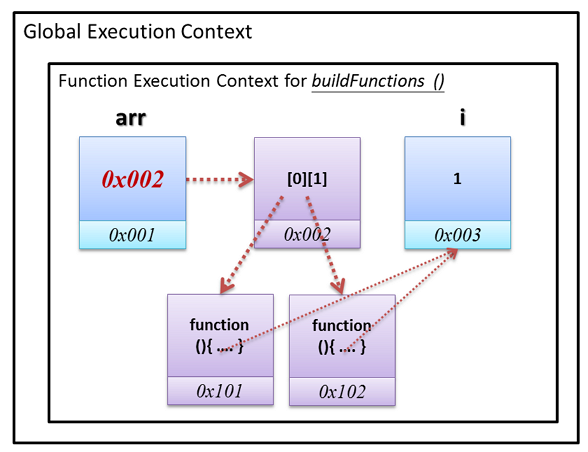 Global Execution Context
Function Execution Context for buildFunctions ()
arr
i
0x002
[0][1]
1
0x001
0x002
0x003
function
(){ .... }
function
(){ .... }
0x101
0x102